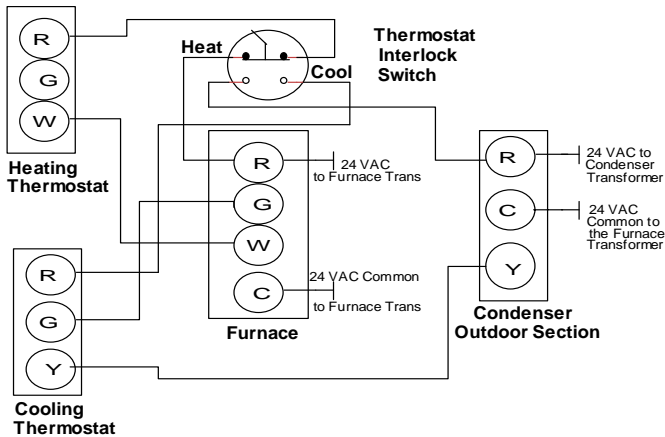 Thermostat
Interlock
Switch
Heat
Cool
R
G
W
Heating
Thermostat
R
G
W
C
24 VAC
to Furnace Trans
24 VAC Common
to Furnace Trans
Furnace
R
C
Y
24 VAC to
Condenser
Transformer
24 VAC
Common to
the Furnace
Transformer
Condenser
Outdoor Section
R
G
Y
Cooling
Thermostat